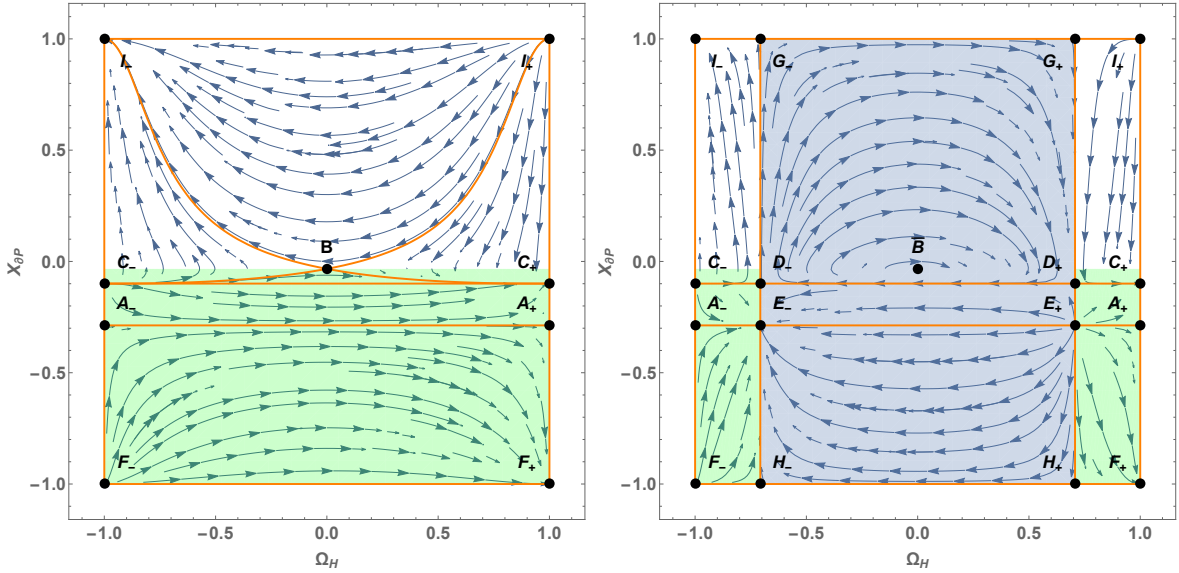 1.0
0.5
0.0
−0.5
−1.0
X∂P
I−
I+
B
C−
C+
A−
A+
F−
F+
−1.0 −0.5 0.0 0.5 1.0
ΩH
1.0
0.5
0.0
−0.5
−1.0
X∂P
I− G− G+ I+
B̅
C− D− D+ C+
A− E− E+ A+
F− H− H+ F+
−1.0 −0.5 0.0 0.5 1.0
ΩH